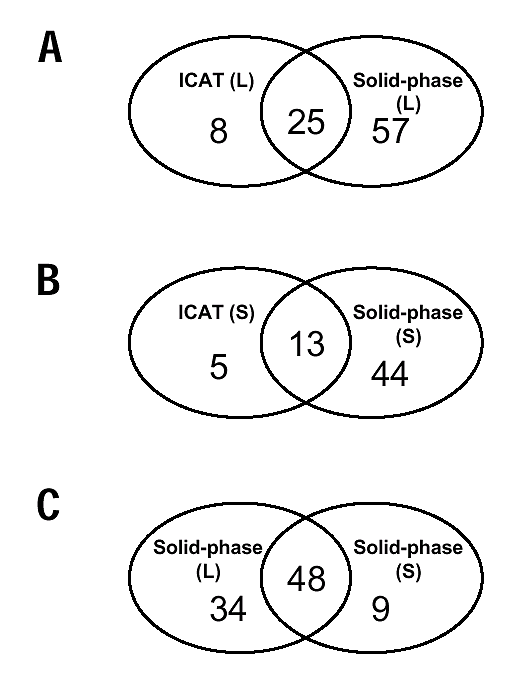 A
ICAT (L)
Solid-phase
(L)
8
25
57
B
ICAT (S)
Solid-phase
(S)
5
13
44
C
Solid-phase
(L)
Solid-phase
(S)
34
48
9